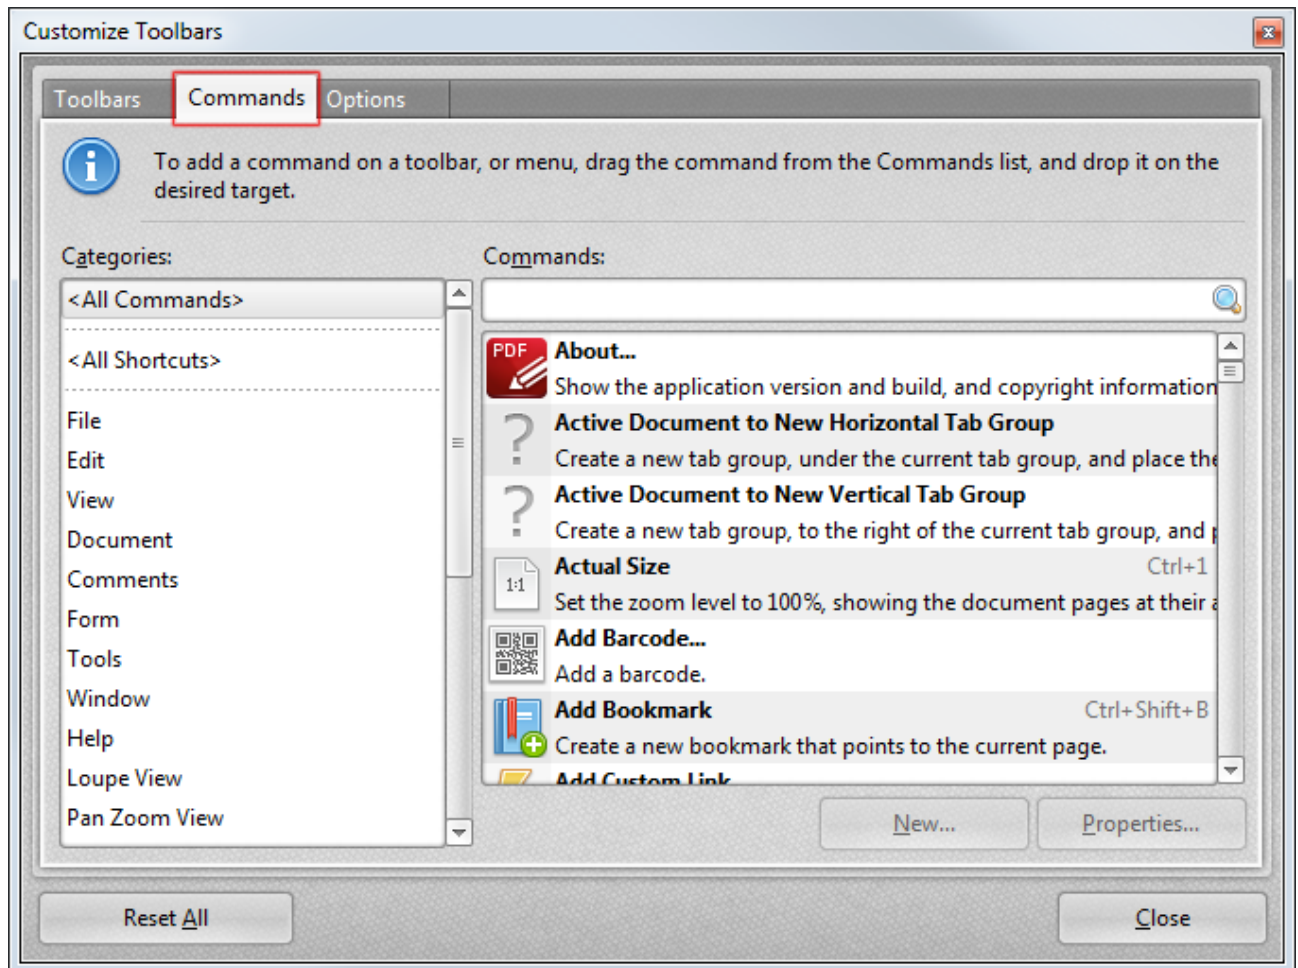 Customize Toolbars
Toolbars Commands Options
To add a command on a toolbar, or menu, drag the command from the Commands list, and drop it on the
desired target.
Categories:
<All Commands>
<All Shortcuts>
File
Edit
View
Document
Comments
Form
Tools
Window
Help
Loupe View
Pan Zoom View
Commands:
PDF
About...
Show the application version and build, and copyright information
Active Document to New Horizontal Tab Group
Create a new tab group, under the current tab group, and place the
Active Document to New Vertical Tab Group
Create a new tab group, to the right of the current tab group, and
1:1
Actual Size Ctrl+1
Set the zoom level to 100%, showing the document pages at their
Add Barcode...
Add a barcode.
Add Bookmark Ctrl+Shift+B
Create a new bookmark that points to the current page.
Add Custom Link
New... Properties...
Reset All Close